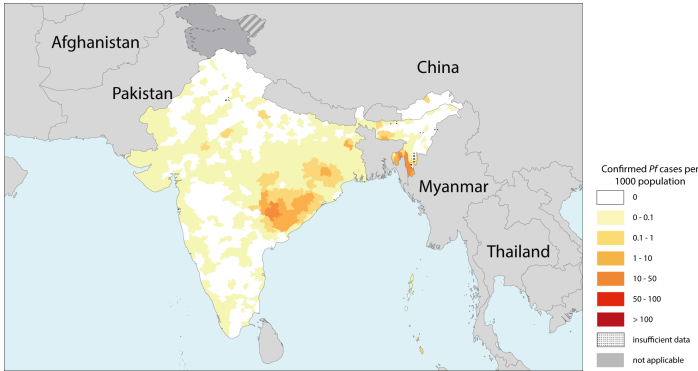 Afghanistan
China
Pakistan
Myanmar
Thailand
Confirmed Pf cases per
1000 population
0
0 - 0.1
0.1 - 1
1 - 10
10 - 50
50 - 100
> 100
insufficient data
not applicable